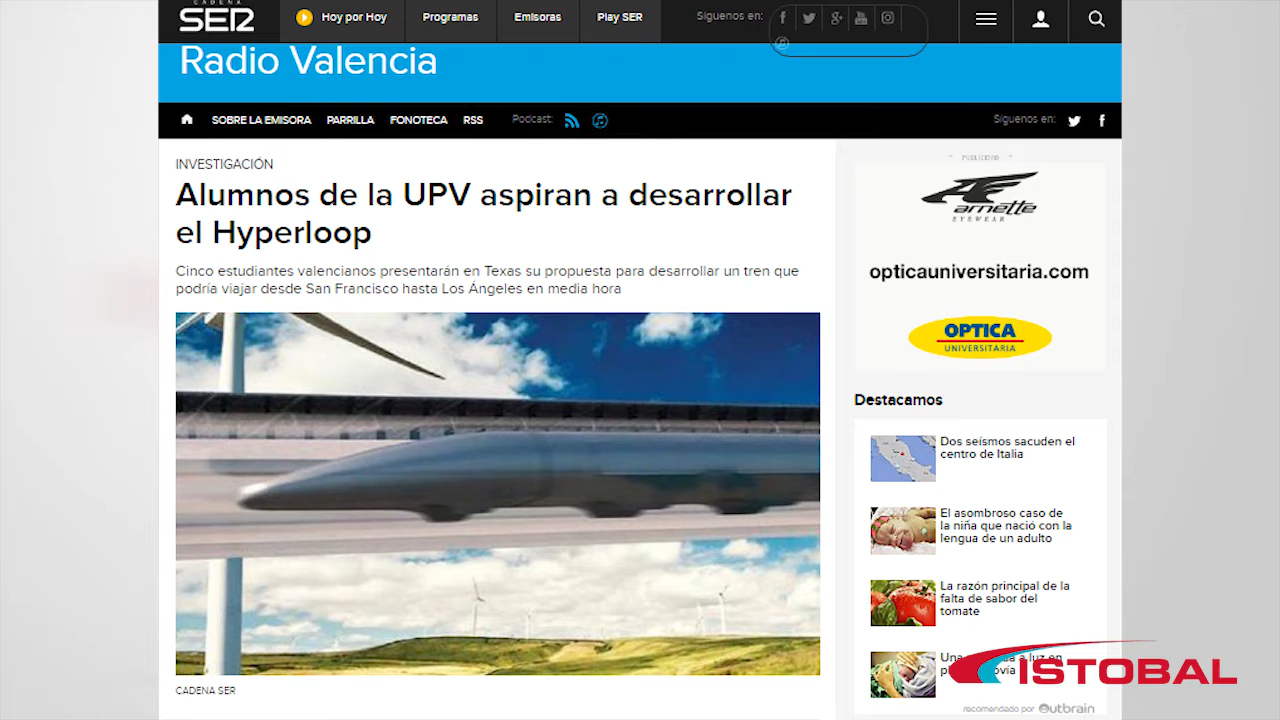 CADENA
SER
Hoy por Hoy
Programas
Emisoras
Play SER
Síguenos en:
Radio Valencia
SOBRE LA EMISORA
PARRILLA
FONOTECA
RSS
Podcast:
Síguenos en:
INVESTIGACIÓN
Alumnos de la UPV aspiran a desarrollar
el Hyperloop
Cinco estudiantes valencianos presentarán en Texas su propuesta para desarrollar un tren que
podría viajar desde San Francisco hasta Los Ángeles en media hora
CADENA SER
PUBLICIDAD
arnette
EYEWEAR
opticauniversitaria.com
OPTICA
UNIVERSITARIA
Destacamos
Dos seísmos sacuden el
centro de Italia
El asombroso caso de
la niña que nació con la
lengua de un adulto
La razón principal de la
falta de sabor del
tomate
a luz en
ISTOBAL
recomendado por Outbrain